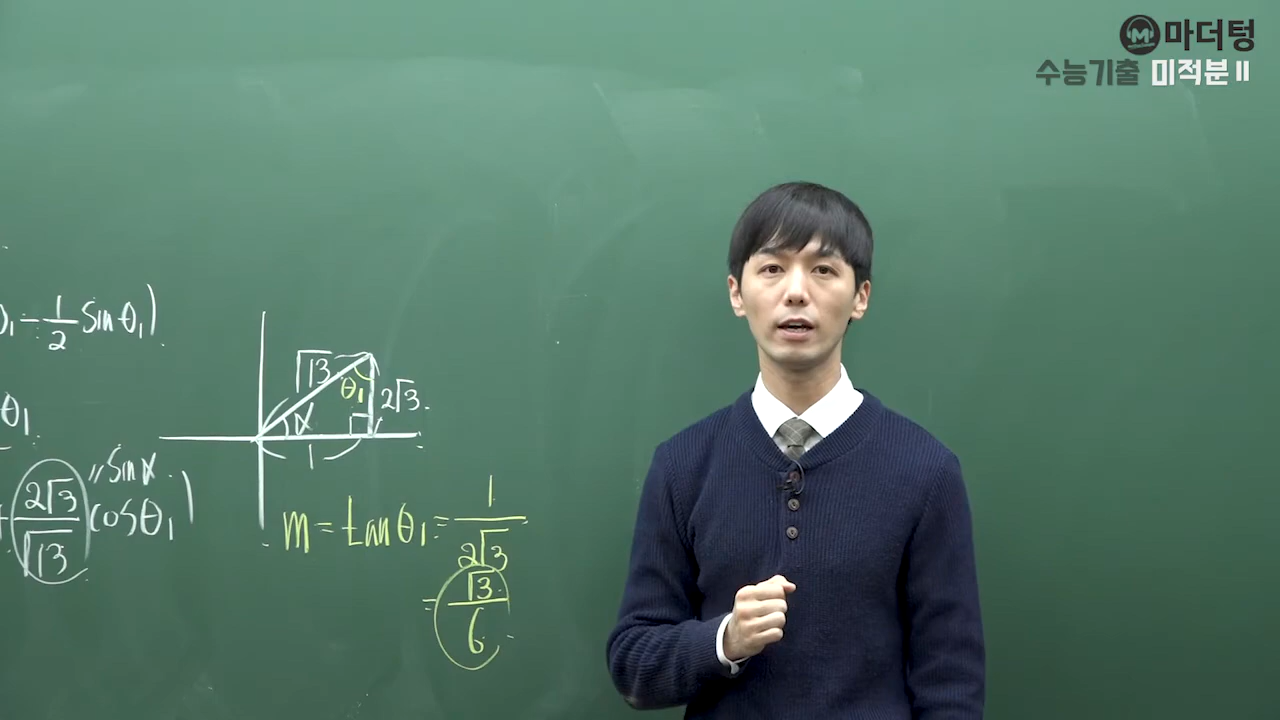 마더텅
수능기출 미적분 II
θ₁ - 1/2 sin θ₁)
θ₁
"sin α
2√3/√13 cos θ₁)
√13
θ₁
2√3
α
1
m = tan θ₁ = 1/2√3
= √3/6